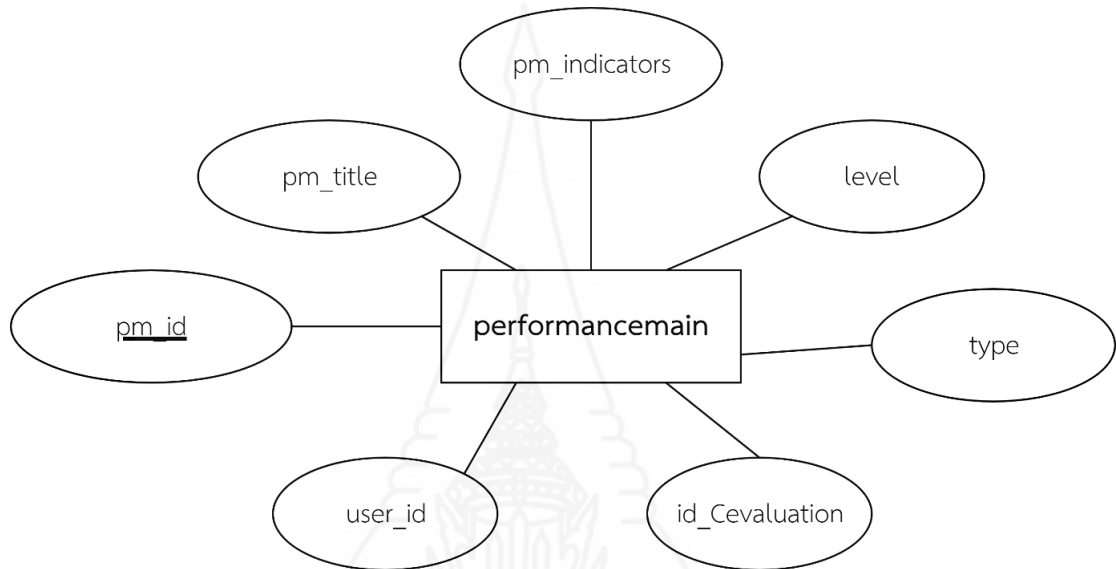 pm_indicators
pm_title
level
pm_id
performancemain
type
user_id
id_Cevaluation